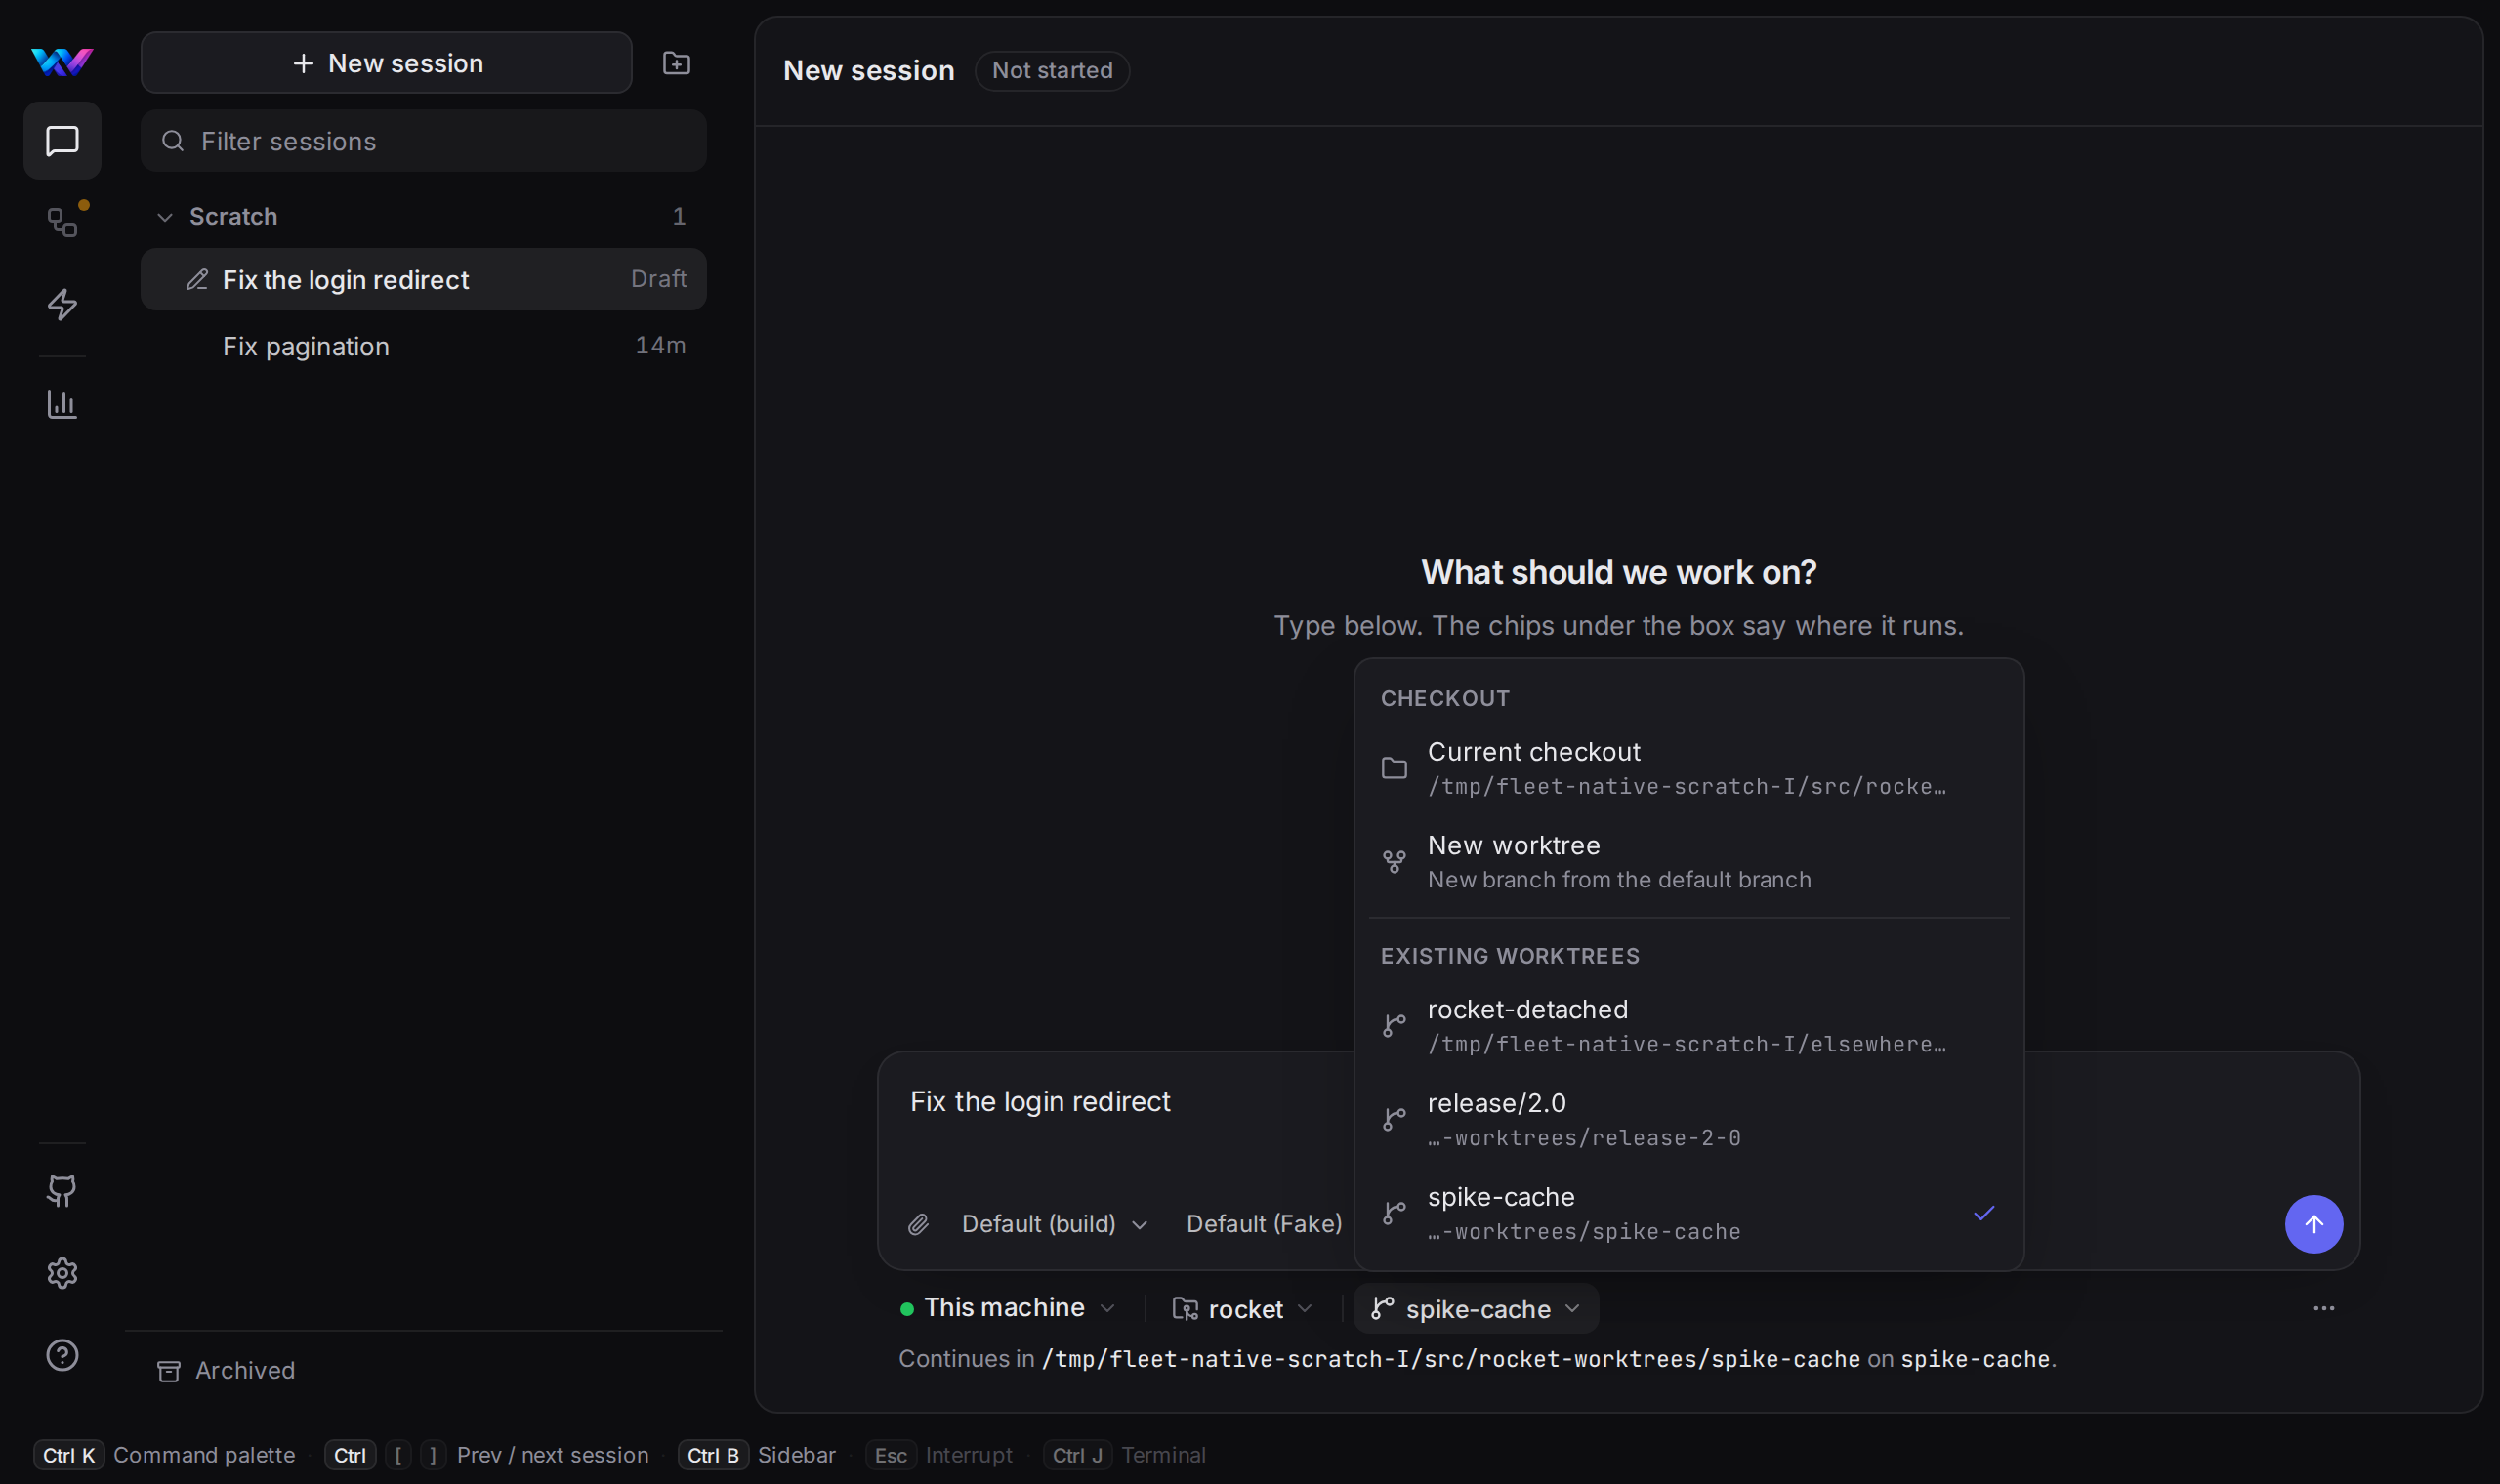 New session
Filter sessions
Scratch 1
Fix the login redirect Draft
Fix pagination 14m
Archived
New session Not started
What should we work on?
Type below. The chips under the box say where it runs.
CHECKOUT
Current checkout
/tmp/fleet-native-scratch-I/src/rocke…
New worktree
New branch from the default branch
EXISTING WORKTREES
rocket-detached
/tmp/fleet-native-scratch-I/elsewhere…
release/2.0
…-worktrees/release-2-0
spike-cache
…-worktrees/spike-cache
Fix the login redirect
Default (build) Default (Fake)
This machine rocket spike-cache
Continues in /tmp/fleet-native-scratch-I/src/rocket-worktrees/spike-cache on spike-cache.
Ctrl K Command palette · Ctrl [ ] Prev / next session · Ctrl B Sidebar · Esc Interrupt · Ctrl J Terminal